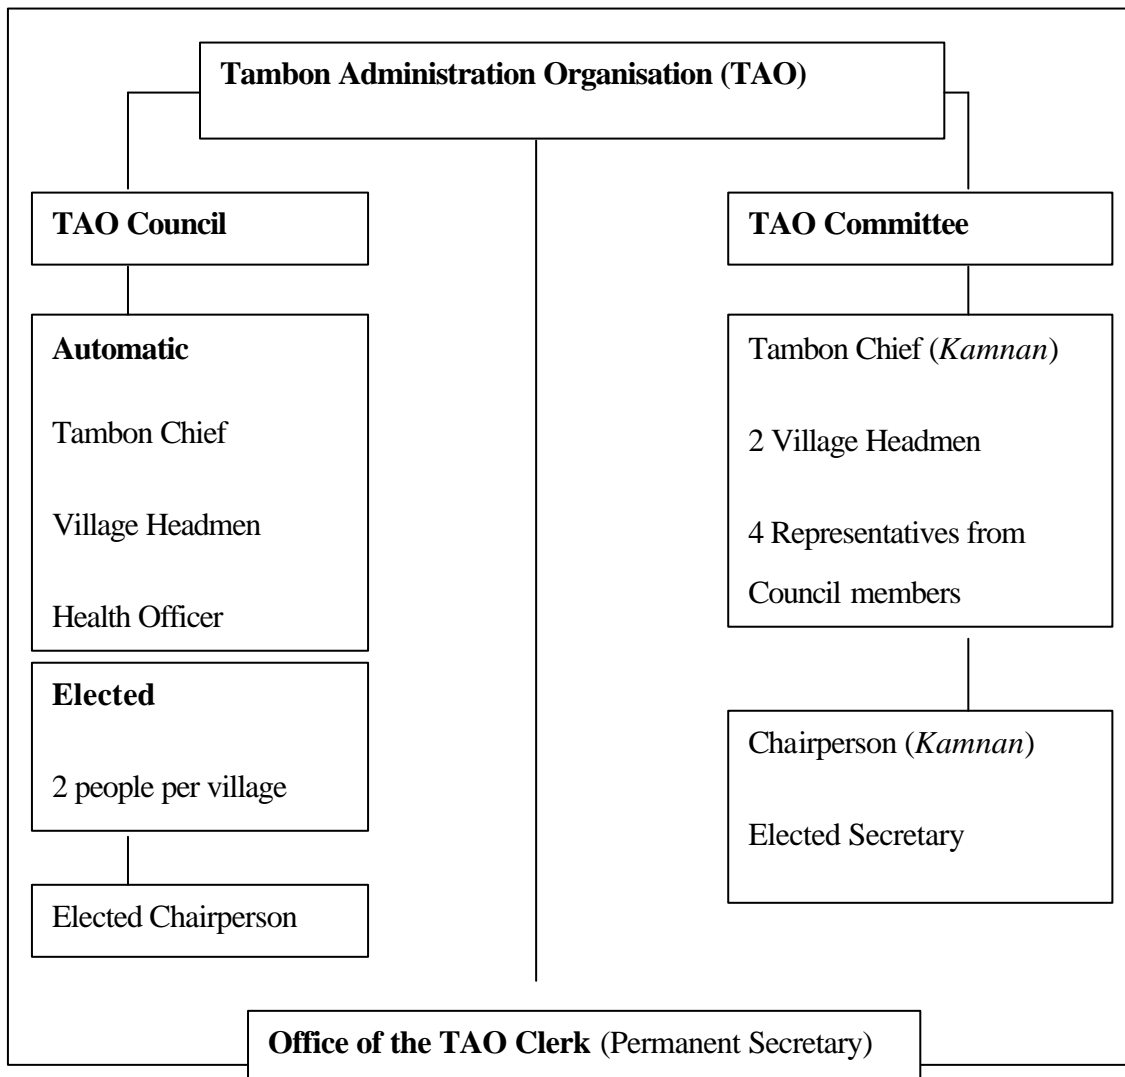 Tambon Administration Organisation (TAO)
TAO Council
Automatic
Tambon Chief
Village Headmen
Health Officer
Elected
2 people per village
Elected Chairperson
TAO Committee
Tambon Chief (Kamnan)
2 Village Headmen
4 Representatives from
Council members
Chairperson (Kamnan)
Elected Secretary
Office of the TAO Clerk (Permanent Secretary)